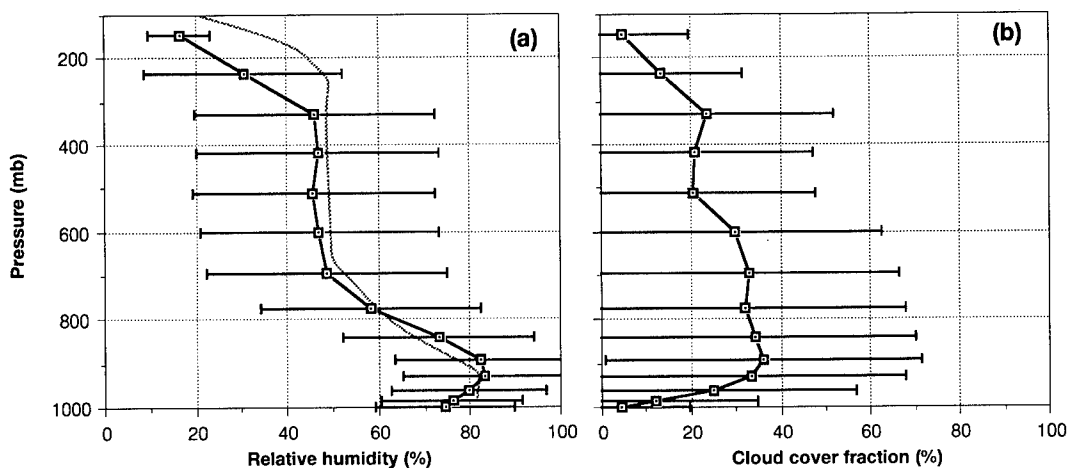 (a)
(b)
200
400
600
800
1000
Pressure (mb)
0 20 40 60 80 100
0 20 40 60 80 100
Relative humidity (%)
Cloud cover fraction (%)